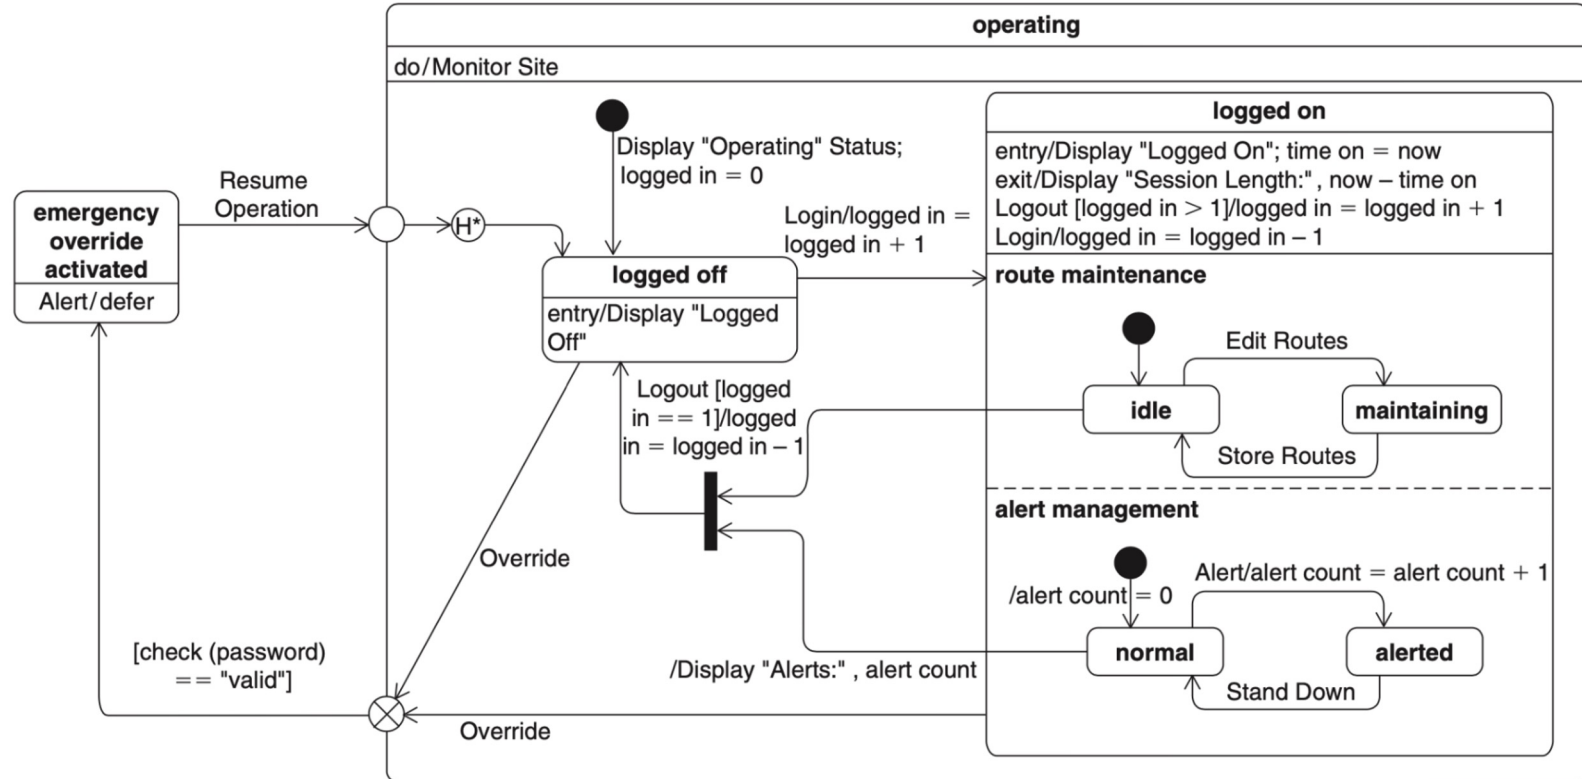 operating
do/Monitor Site
logged on
entry/Display "Logged On"; time on = now
exit/Display "Session Length:", now – time on
Logout [logged in > 1]/logged in = logged in + 1
Login/logged in = logged in – 1
Display "Operating" Status;
logged in = 0
Resume
Operation
emergency
override
activated
Alert/defer
H*
Login/logged in =
logged in + 1
logged off
entry/Display "Logged
Off"
route maintenance
Edit Routes
idle
maintaining
Store Routes
Logout [logged
in == 1]/logged
in = logged in – 1
alert management
Override
Alert/alert count = alert count + 1
/alert count = 0
normal
alerted
Stand Down
/Display "Alerts:", alert count
[check (password)
== "valid"]
Override